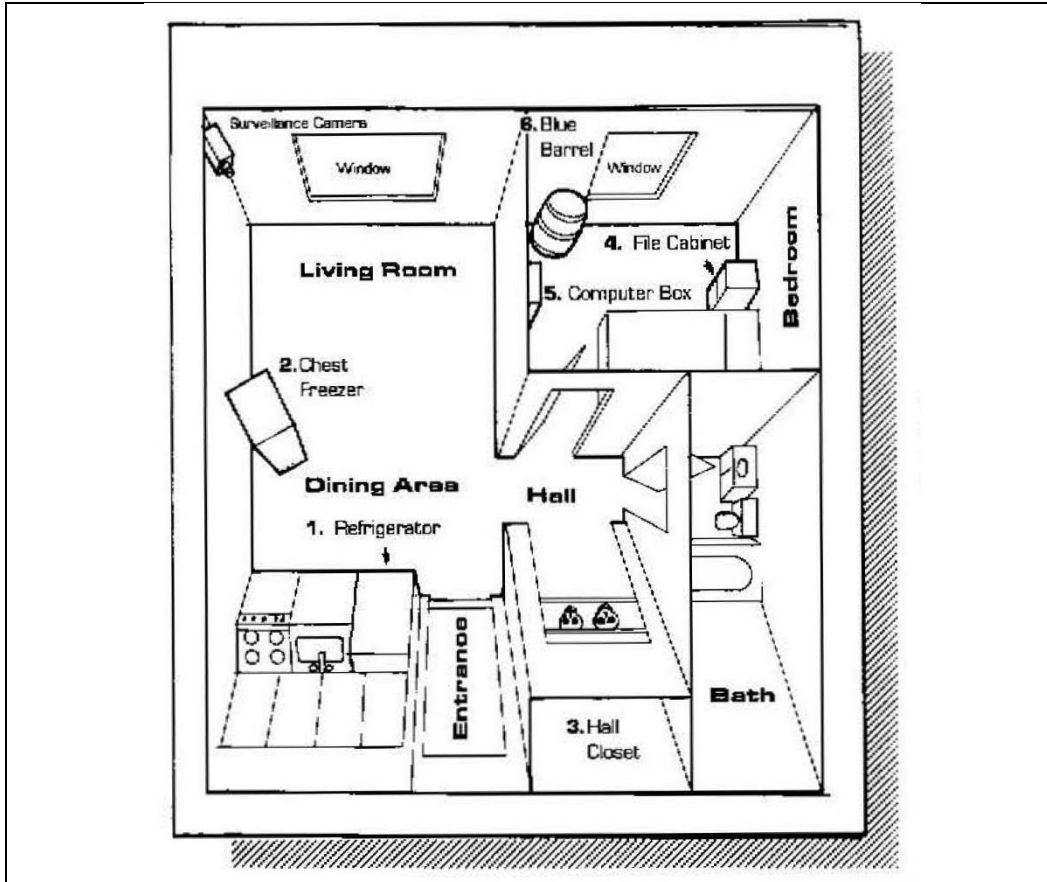 Surveillance Camera
Window
6. Blue
Barrel
Window
4. File Cabinet
Living Room
5. Computer Box
Bedroom
2. Chest
Freezer
Dining Area
Hall
1. Refrigerator
Entrance
Bath
3. Hall
Closet